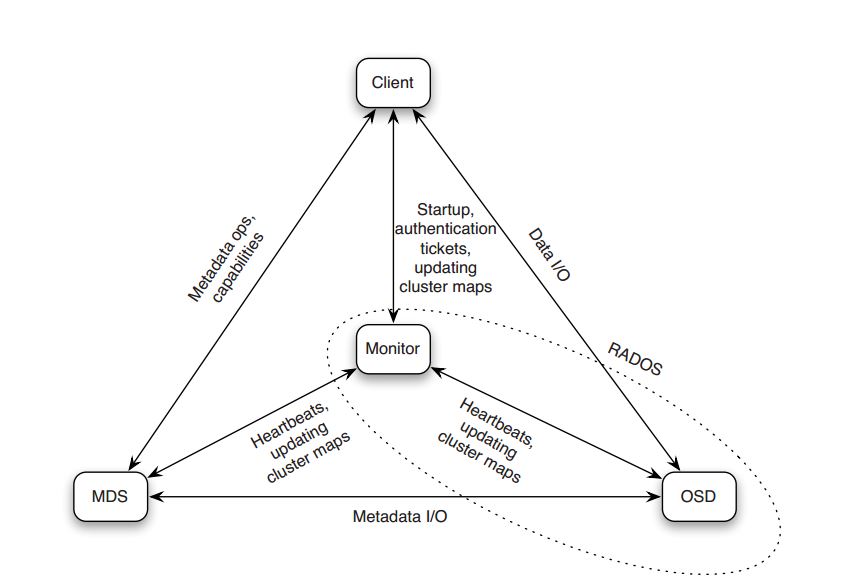 Client
Metadata ops,
capabilities
Startup,
authentication
tickets,
updating
cluster maps
Data I/O
Monitor
RADOS
Heartbeats,
updating
cluster maps
Heartbeats,
updating
cluster maps
MDS
OSD
Metadata I/O